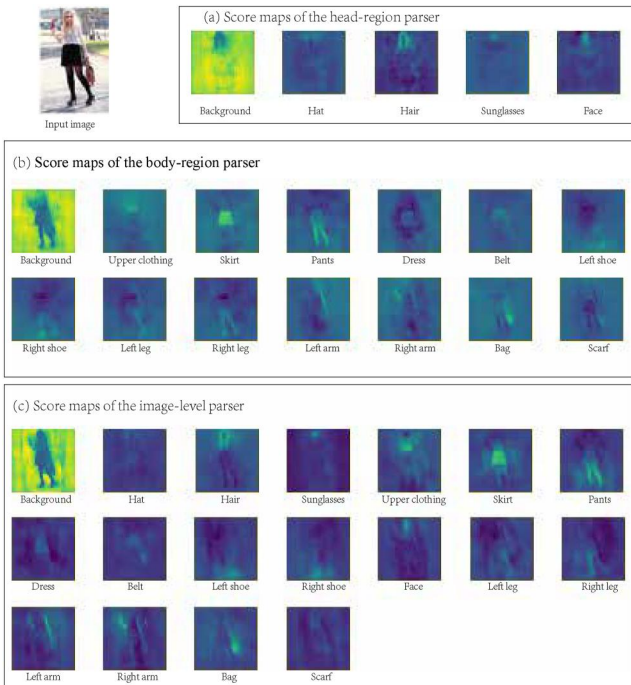 Input image
(a) Score maps of the head-region parser
Background Hat Hair Sunglasses Face
(b) Score maps of the body-region parser
Background Upper clothing Skirt Pants Dress Belt Left shoe
Right shoe Left leg Right leg Left arm Right arm Bag Scarf
(c) Score maps of the image-level parser
Background Hat Hair Sunglasses Upper clothing Skirt Pants
Dress Belt Left shoe Right shoe Face Left leg Right leg
Left arm Right arm Bag Scarf